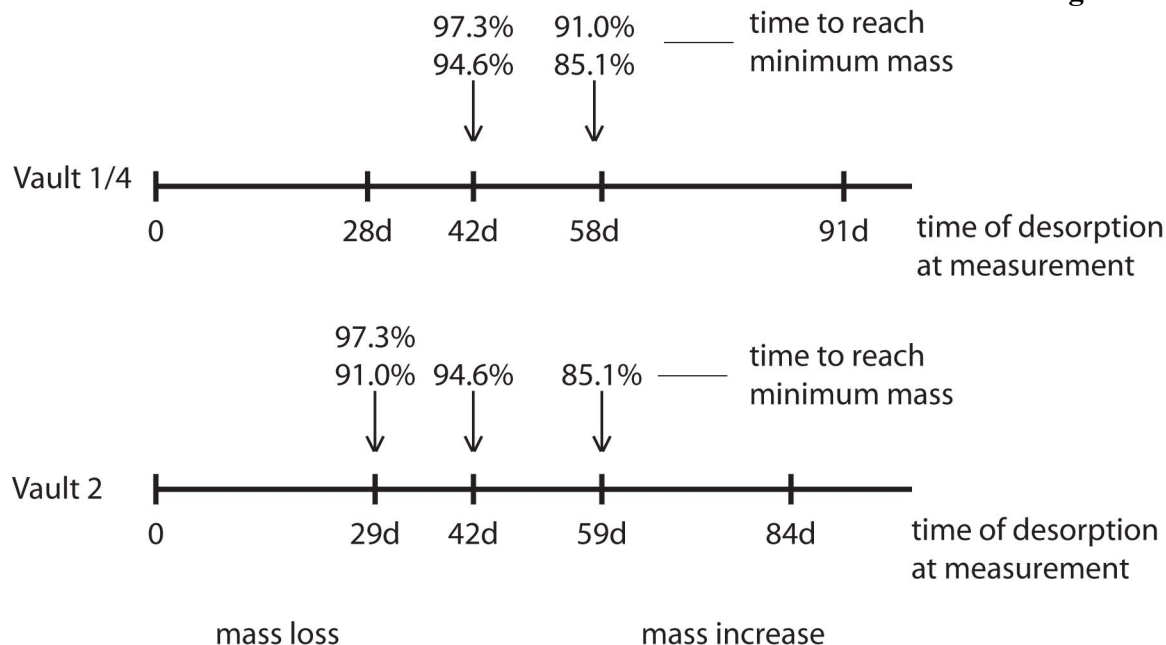 g
97.3% 91.0% time to reach
94.6% 85.1% minimum mass
Vault 1/4
0 28d 42d 58d 91d time of desorption
at measurement
97.3%
91.0% 94.6% 85.1% time to reach
minimum mass
Vault 2
0 29d 42d 59d 84d time of desorption
at measurement
mass loss mass increase